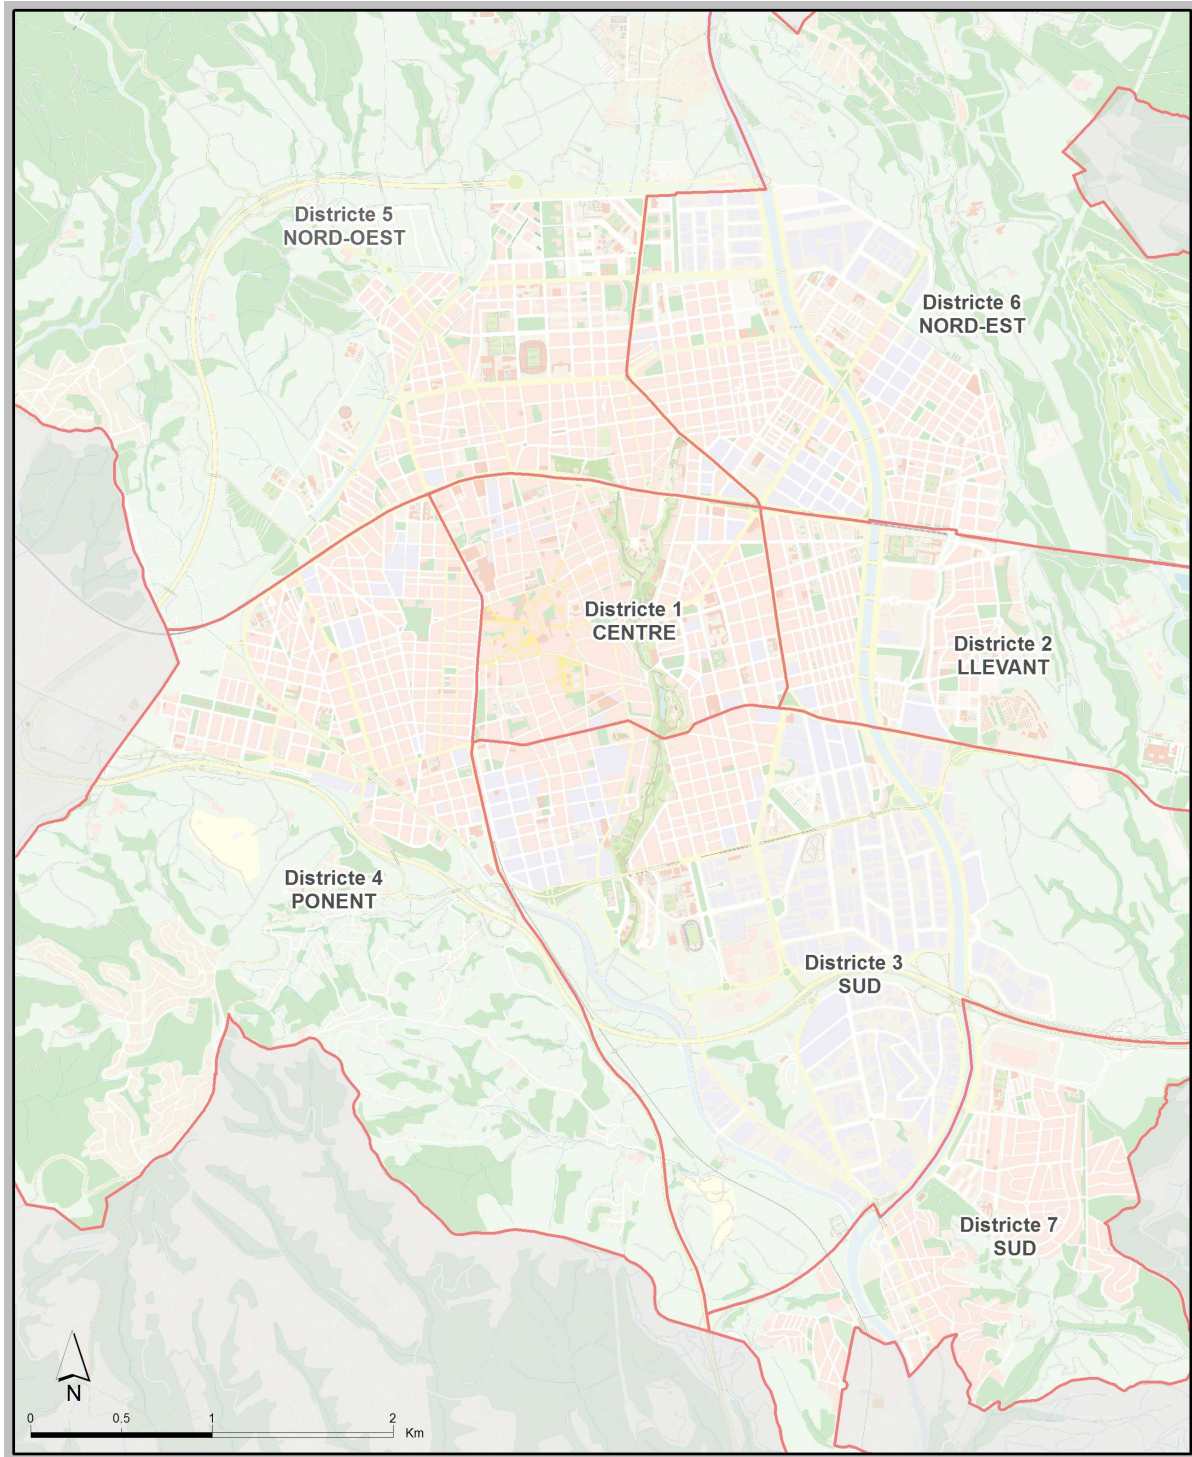 Districte 5
NORD-OEST
Districte 6
NORD-EST
Districte 1
CENTRE
Districte 2
LLEVANT
Districte 4
PONENT
Districte 3
SUD
Districte 7
SUD
N
0 0.5 1 2
Km